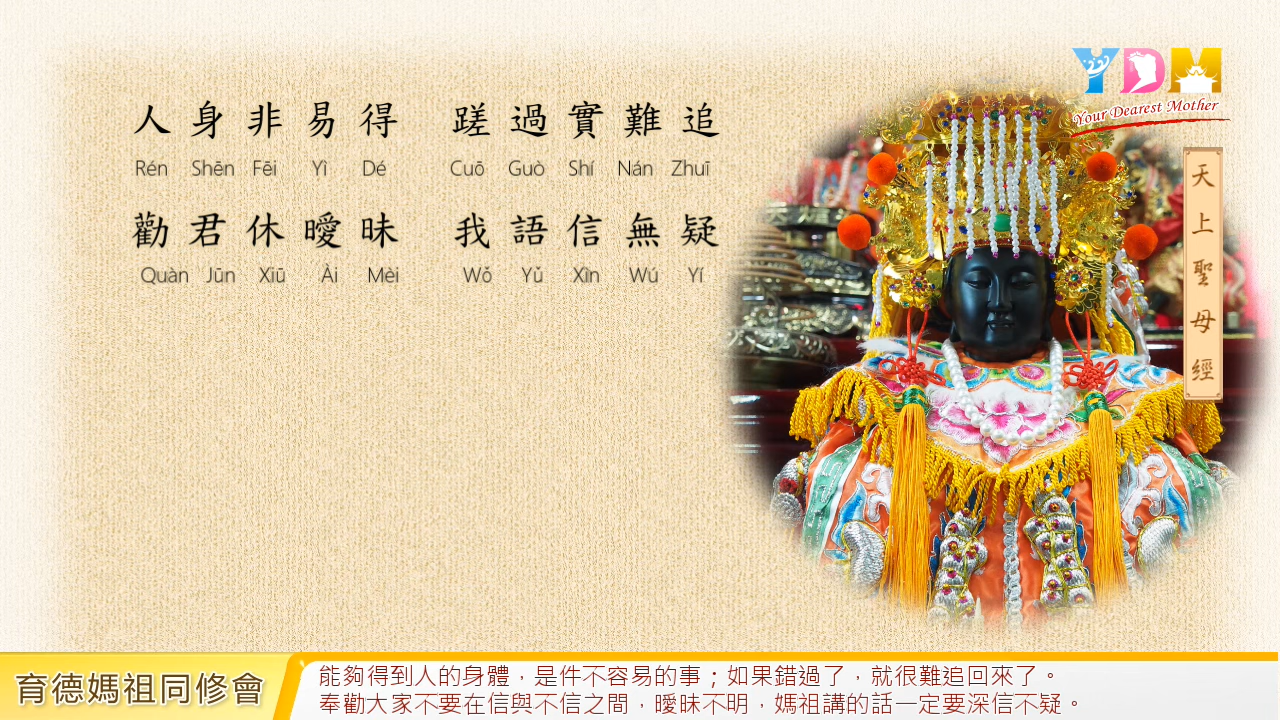 人身非易得 蹉過實難追
Rén Shēn Fēi Yì Dé Cuō Guò Shí Nán Zhuī
勸君休曖昧 我語信無疑
Quàn Jūn Xiū Ài Mèi Wǒ Yǔ Xìn Wú Yí
YDM
Your Dearest Mother
天上聖母經
育德媽祖同修會
能夠得到人的身體，是件不容易的事；如果錯過了，就很難追回來了。
奉勸大家不要在信與不信之間，曖昧不明，媽祖講的話一定要深信不疑。